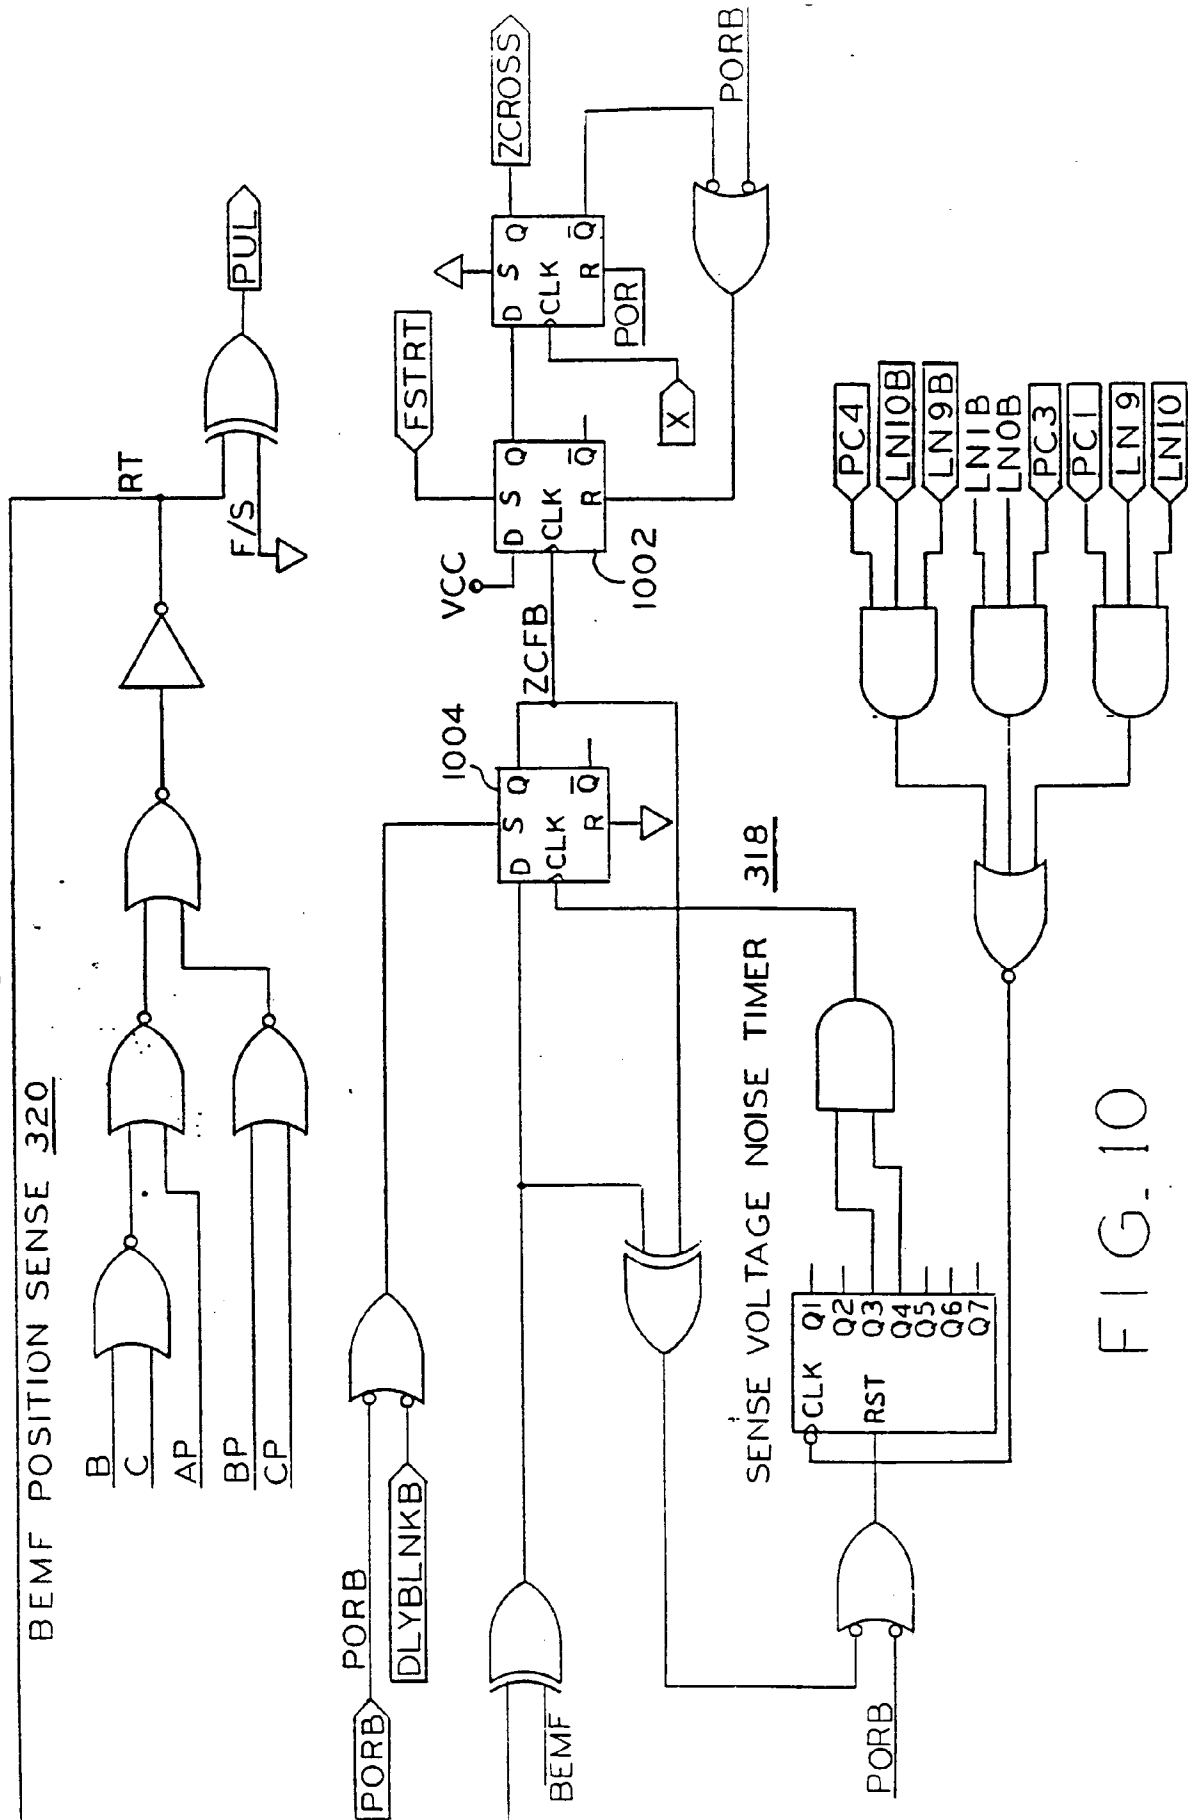 BEMF POSITION SENSE 320
B
C
AP
BP
CP
RT
F/S
PUL
PORB
PORB
DLYBLNKB
BEMF
1004
D S Q
CLK
R Q
ZCFB
VCC
1002
D S Q
CLK
R Q
FSTRT
X
D S Q
CLK
R Q
POR
ZCROSS
PORB
SENSE VOLTAGE NOISE TIMER 318
PORB
CLK
RST
Q1
Q2
Q3
Q4
Q5
Q6
Q7
PC4
LN10B
LN9B
LN1B
LN0B
PC3
PC1
LN9
LN10
FIG. 10